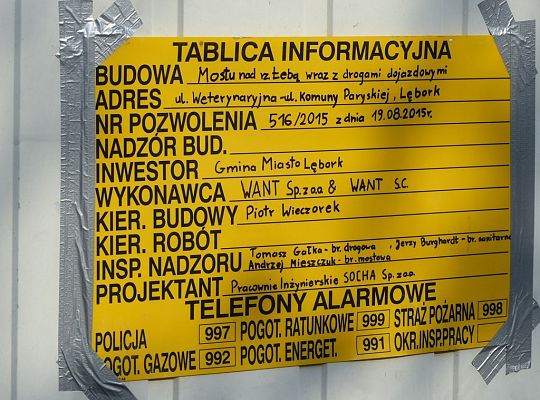 TABLICA INFORMACYJNA
BUDOWA Mostu nad rz. Łebą wraz z drogami dojazdowymi
ADRES ul. Weterynaryjna - ul. Komuny Paryskiej, Lębork
NR POZWOLENIA 516/2015 z dnia 19.08.2015r.
NADZÓR BUD.
INWESTOR Gmina Miasto Lębork
WYKONAWCA WANT Sp. z o.o & WANT S.C.
KIER. BUDOWY Piotr Wieczorek
KIER. ROBÓT
INSP. NADZORU Tomasz Gałka - br. drogowa, Jerzy Burghardt - br. sanitarna
Andrzej Mieszczuk - br. mostowa
PROJEKTANT Pracownie Inżynierskie SOCHA Sp. z o.o.
TELEFONY ALARMOWE
POLICJA 997 POGOT. RATUNKOWE 999 STRAŻ POŻARNA 998
POGOT. GAZOWE 992 POGOT. ENERGET. 991 OKR.INSP.PRACY